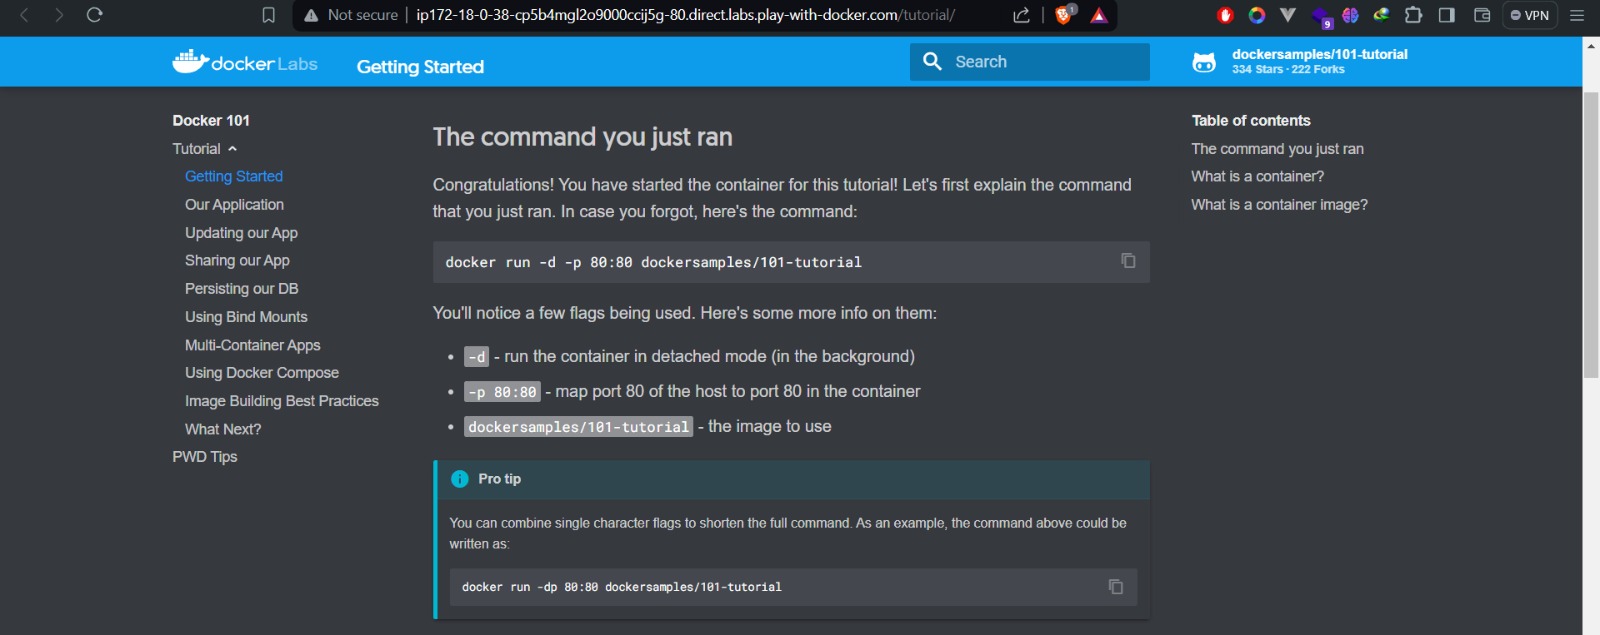 Not secure
ip172-18-0-38-cp5b4mgl2o9000ccij5g-80.direct.labs.play-with-docker.com/tutorial/
1
9
VPN
docker Labs
Getting Started
Search
dockersamples/101-tutorial
334 Stars · 222 Forks
Docker 101
Tutorial
Getting Started
Our Application
Updating our App
Sharing our App
Persisting our DB
Using Bind Mounts
Multi-Container Apps
Using Docker Compose
Image Building Best Practices
What Next?
PWD Tips
The command you just ran
Congratulations! You have started the container for this tutorial! Let's first explain the command
that you just ran. In case you forgot, here's the command:
docker run -d -p 80:80 dockersamples/101-tutorial
You'll notice a few flags being used. Here's some more info on them:
• -d - run the container in detached mode (in the background)
• -p 80:80 - map port 80 of the host to port 80 in the container
• dockersamples/101-tutorial - the image to use
Pro tip
You can combine single character flags to shorten the full command. As an example, the command above could be
written as:
docker run -dp 80:80 dockersamples/101-tutorial
Table of contents
The command you just ran
What is a container?
What is a container image?